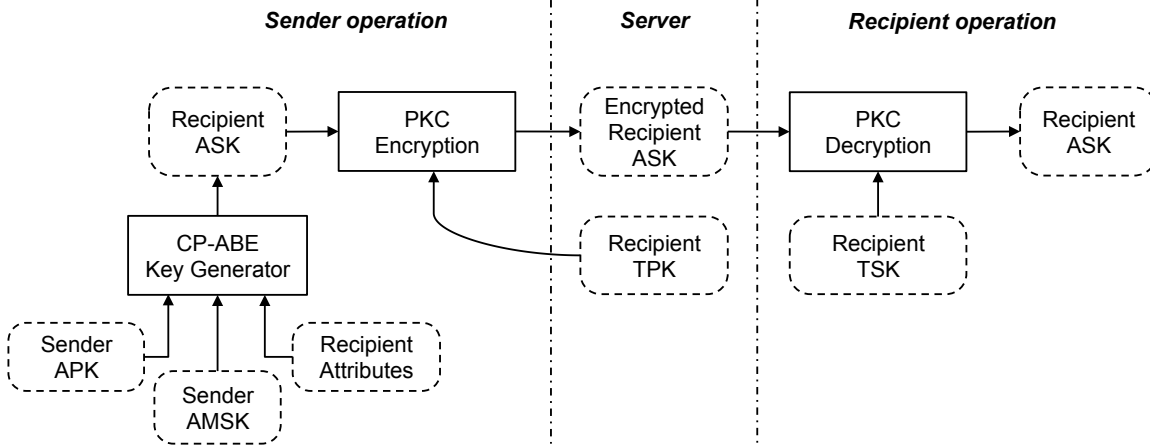 Sender operation
Server
Recipient operation
Recipient
ASK
PKC
Encryption
Encrypted
Recipient
ASK
PKC
Decryption
Recipient
ASK
CP-ABE
Key Generator
Recipient
TPK
Recipient
TSK
Sender
APK
Sender
AMSK
Recipient
Attributes